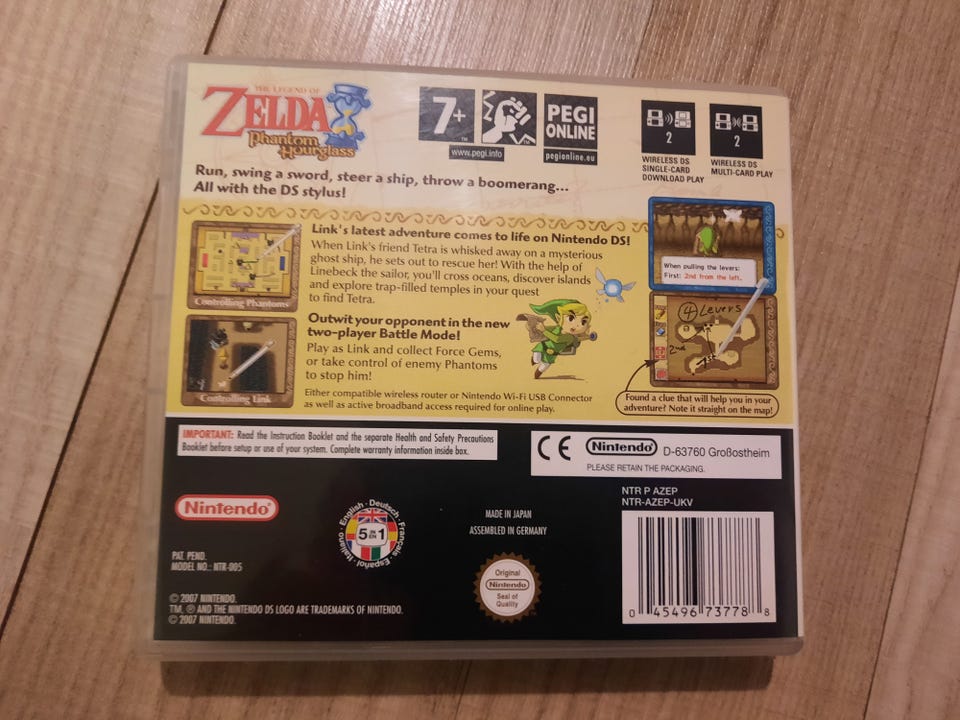 THE LEGEND OF
ZELDA
Phantom
Hourglass
7+
www.pegi.info
PEGI
ONLINE
pegionline.eu
2
WIRELESS DS
SINGLE-CARD
DOWNLOAD PLAY
2
WIRELESS DS
MULTI-CARD PLAY
Run, swing a sword, steer a ship, throw a boomerang...
All with the DS stylus!
Controlling Phantoms
Link's latest adventure comes to life on Nintendo DS!
When Link's friend Tetra is whisked away on a mysterious
ghost ship, he sets out to rescue her! With the help of
Linebeck the sailor, you'll cross oceans, discover islands
and explore trap-filled temples in your quest
to find Tetra.
Controlling Link
Outwit your opponent in the new
two-player Battle Mode!
Play as Link and collect Force Gems,
or take control of enemy Phantoms
to stop him!
Either compatible wireless router or Nintendo Wi-Fi USB Connector
as well as active broadband access required for online play.
When pulling the levers:
First: 2nd from the left.
4 Levers
2nd
1st
Found a clue that will help you in your
adventure? Note it straight on the map!
IMPORTANT: Read the Instruction Booklet and the separate Health and Safety Precautions
Booklet before setup or use of your system. Complete warranty information inside box.
CE Nintendo D-63760 Großostheim
PLEASE RETAIN THE PACKAGING.
Nintendo
English · Deutsch · Français · Español · Italiano
5 IN EN 1
MADE IN JAPAN
ASSEMBLED IN GERMANY
NTR P AZEP
NTR-AZEP-UKV
PAT. PEND.
MODEL NO.: NTR-005
Original
Nintendo
Seal of
Quality
© 2007 NINTENDO.
TM, ® AND THE NINTENDO DS LOGO ARE TRADEMARKS OF NINTENDO.
© 2007 NINTENDO.
0 45496 73778 8